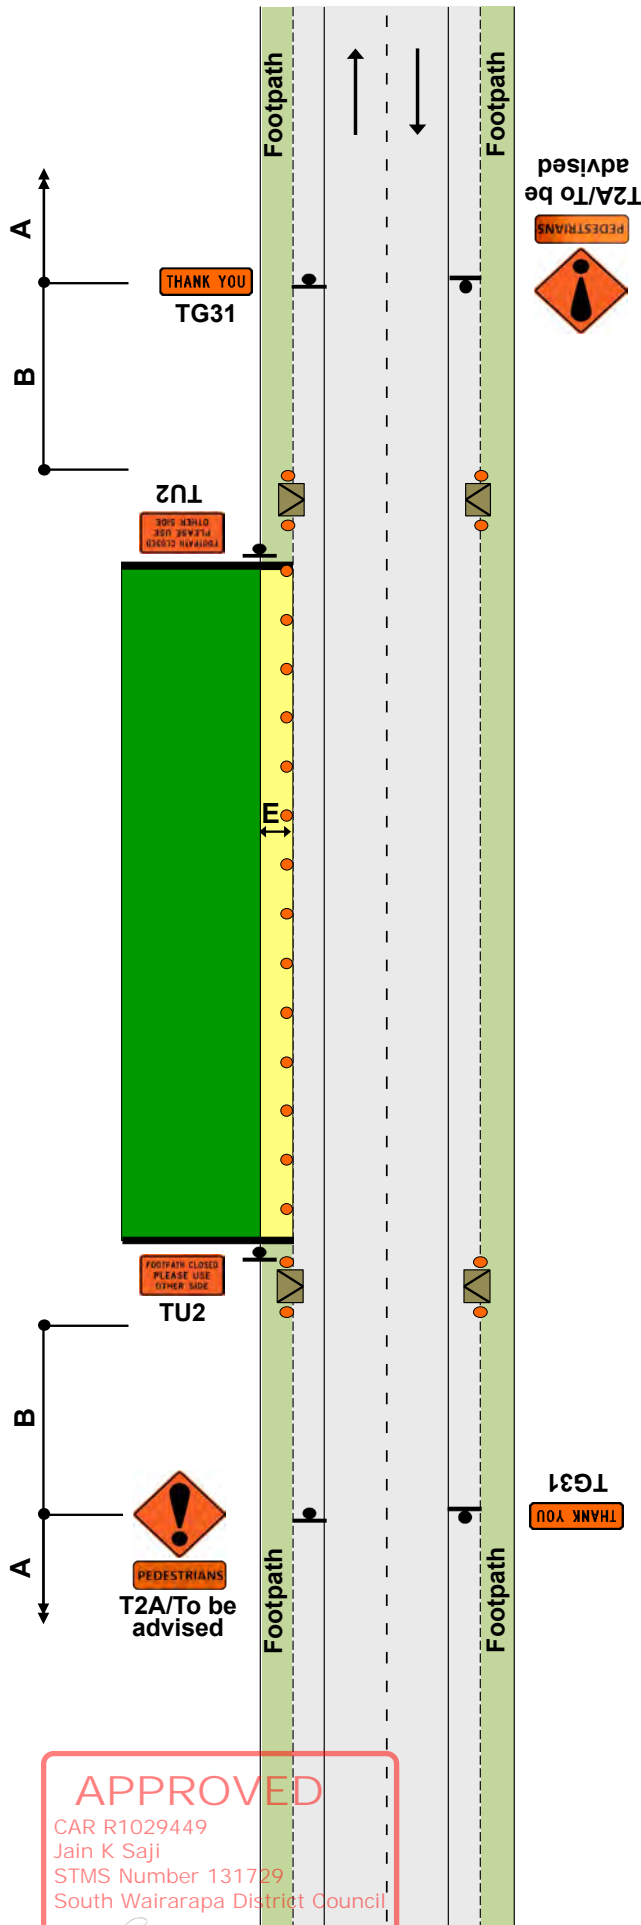 Footpath
Footpath
T2A/To be
advised
PEDESTRIANS
A
THANK YOU
TG31
B
TU2
FOOTPATH CLOSED
PLEASE USE
OTHER SIDE
E
FOOTPATH CLOSED
PLEASE USE
OTHER SIDE
TU2
B
TG31
THANK YOU
A
PEDESTRIANS
T2A/To be
advised
Footpath
Footpath
APPROVED
CAR R1029449
Jain K Saji
STMS Number 131729
South Wairarapa District Council